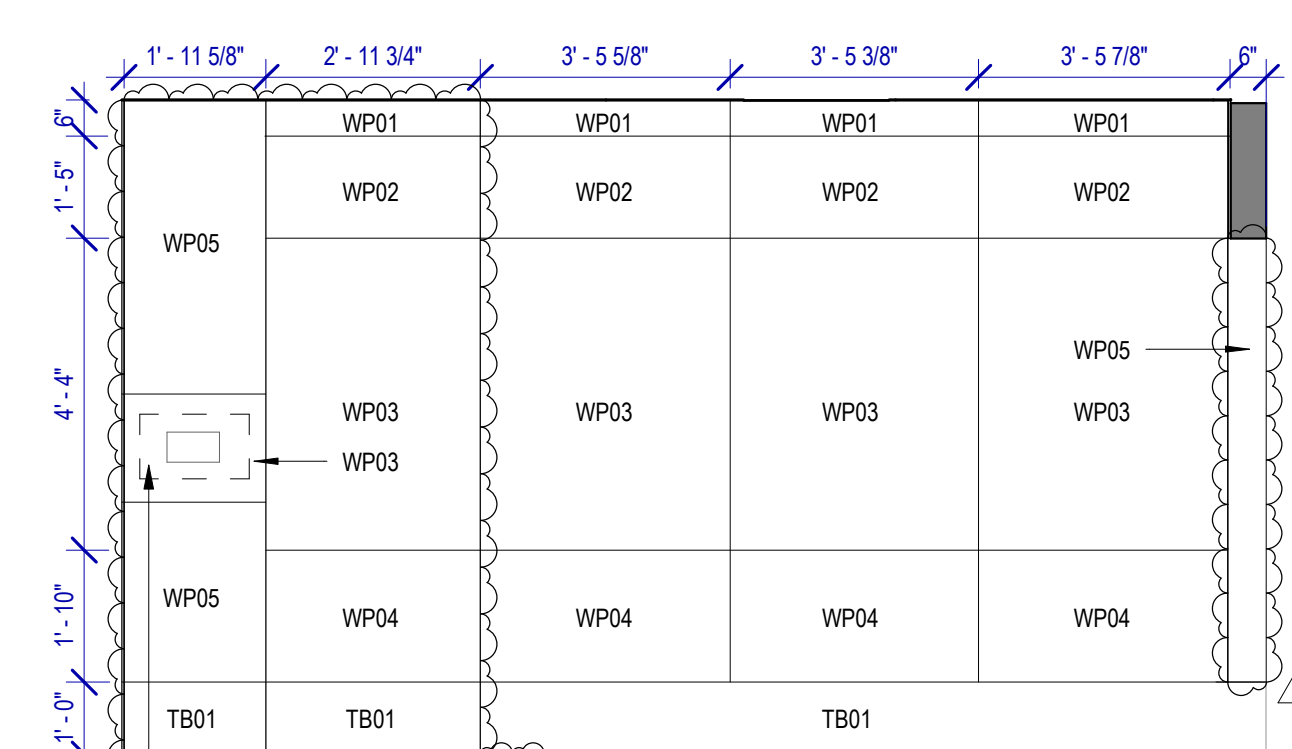 1' - 11 5/8" 2' - 11 3/4" 3' - 5 5/8" 3' - 5 3/8" 3' - 5 7/8" 6"
6" WP01 WP01 WP01 WP01
1' - 5" WP02 WP02 WP02 WP02
WP05
WP05
4' - 4" WP03 WP03 WP03 WP03
WP03
WP05
1' - 10" WP04 WP04 WP04 WP04
1' - 0" TB01 TB01 TB01